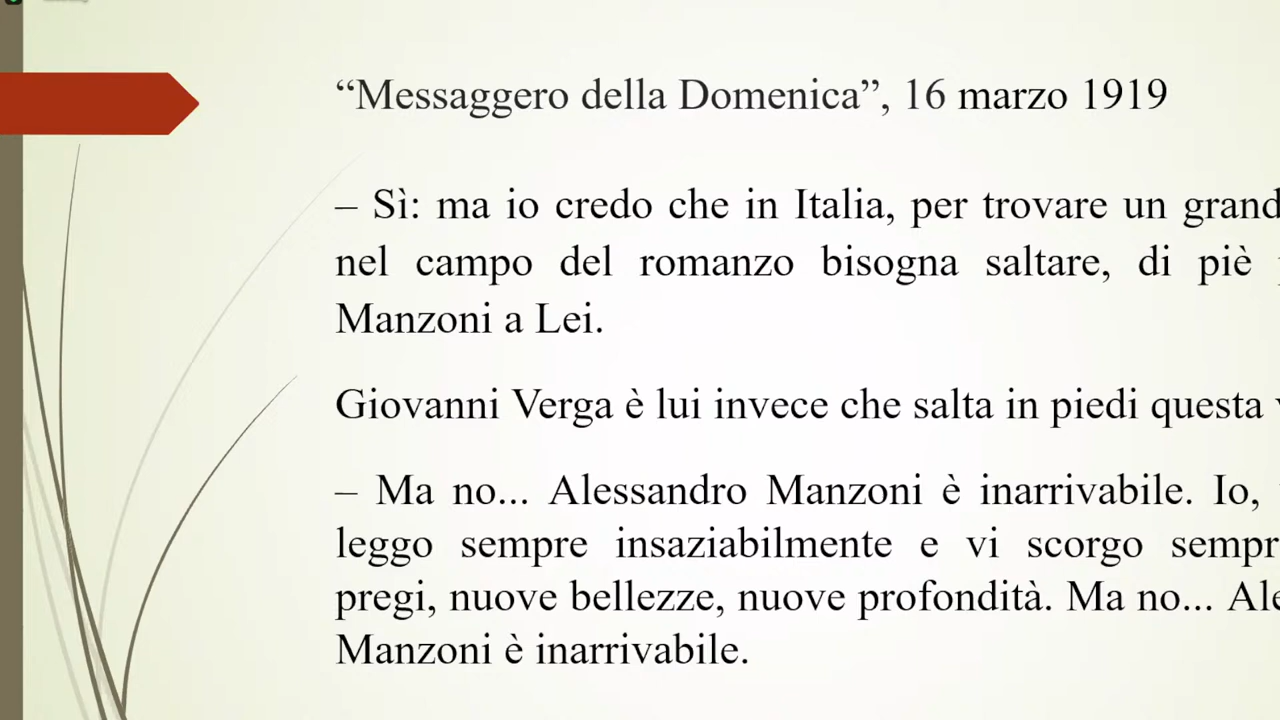 “Messaggero della Domenica”, 16 marzo 1919
– Sì: ma io credo che in Italia, per trovare un grand
nel campo del romanzo bisogna saltare, di piè
Manzoni a Lei.
Giovanni Verga è lui invece che salta in piedi questa
– Ma no... Alessandro Manzoni è inarrivabile. Io,
leggo sempre insaziabilmente e vi scorgo sempr
pregi, nuove bellezze, nuove profondità. Ma no... Ale
Manzoni è inarrivabile.